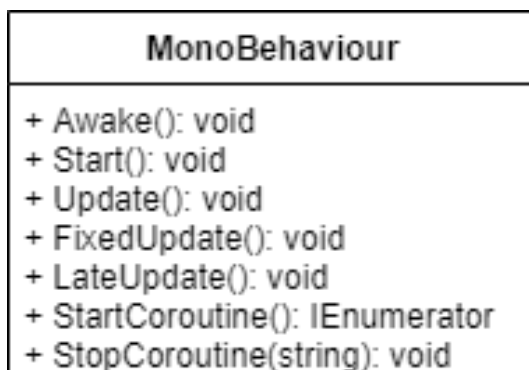 MonoBehaviour
+ Awake(): void
+ Start(): void
+ Update(): void
+ FixedUpdate(): void
+ LateUpdate(): void
+ StartCoroutine(): IEnumerator
+ StopCoroutine(string): void